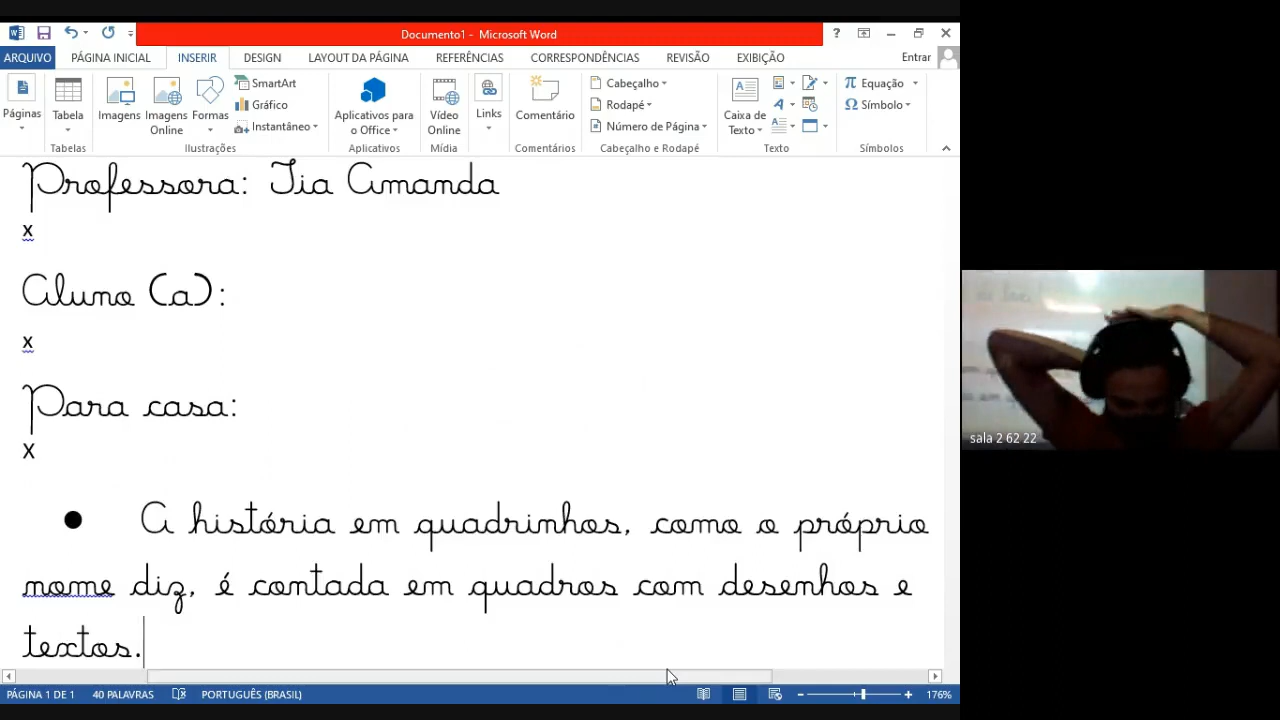 Documento1 - Microsoft Word
?
ARQUIVO PÁGINA INICIAL INSERIR DESIGN LAYOUT DA PÁGINA REFERÊNCIAS CORRESPONDÊNCIAS REVISÃO EXIBIÇÃO Entrar
Páginas
Tabela
Imagens
Imagens
Online
Formas
SmartArt
Gráfico
Instantâneo
Aplicativos para
o Office
Vídeo
Online
Links
Comentário
Cabeçalho
Rodapé
Número de Página
Caixa de
Texto
Equação
Símbolo
Tabelas Ilustrações Aplicativos Mídia Comentários Cabeçalho e Rodapé Texto Símbolos
Professora: Tia Amanda
x
Aluno (a):
x
Para casa:
X
● A história em quadrinhos, como o próprio
nome diz, é contada em quadros com desenhos e
textos.
sala 2 62 22
PÁGINA 1 DE 1 40 PALAVRAS PORTUGUÊS (BRASIL) 176%